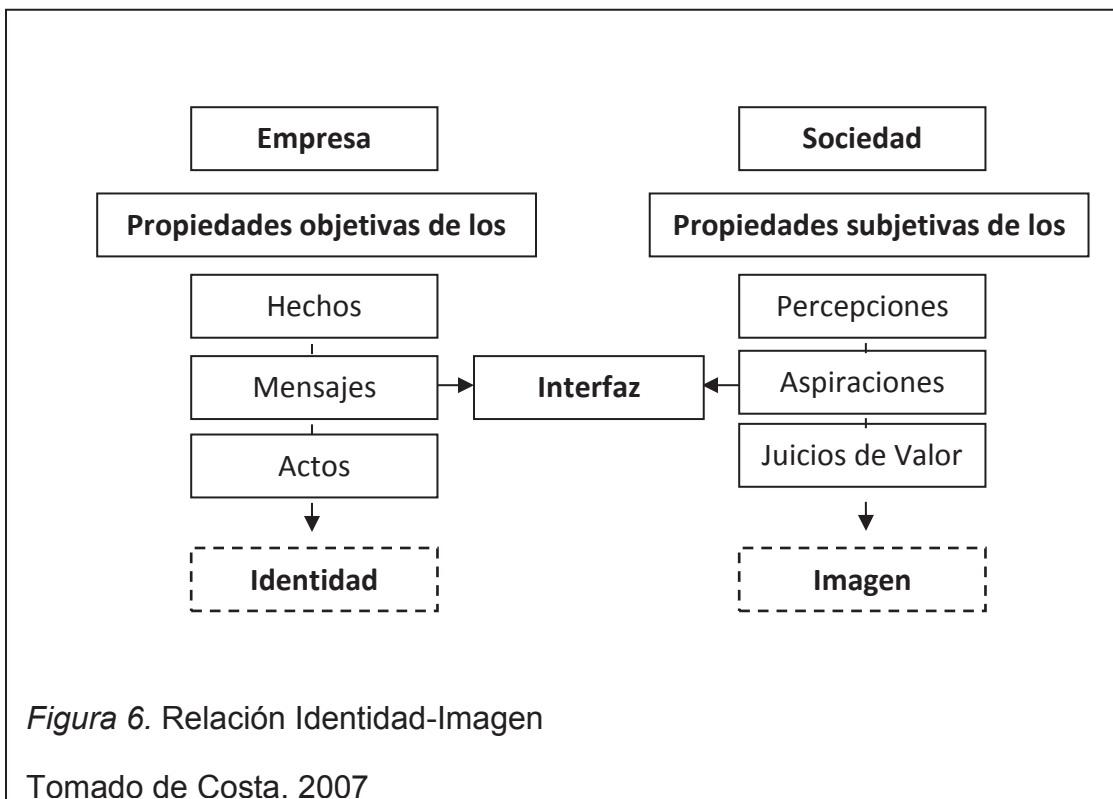 Empresa
Sociedad
Propiedades objetivas de los
Propiedades subjetivas de los
Hechos
Percepciones
Mensajes
Interfaz
Aspiraciones
Actos
Juicios de Valor
Identidad
Imagen
Figura 6. Relación Identidad-Imagen
Tomado de Costa, 2007